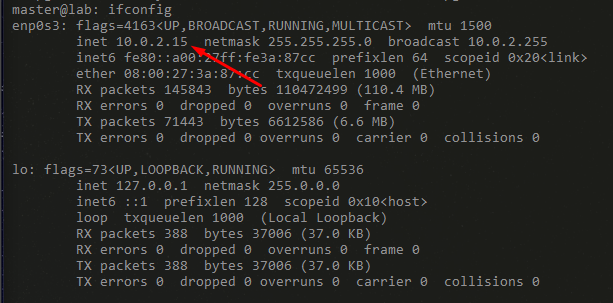 master@lab: ifconfig
enp0s3: flags=4163<UP,BROADCAST,RUNNING,MULTICAST>  mtu 1500
        inet 10.0.2.15  netmask 255.255.255.0  broadcast 10.0.2.255
        inet6 fe80::a00:27ff:fe3a:87cc  prefixlen 64  scopeid 0x20<link>
        ether 08:00:27:3a:87:cc  txqueuelen 1000  (Ethernet)
        RX packets 145843  bytes 110472499 (110.4 MB)
        RX errors 0  dropped 0  overruns 0  frame 0
        TX packets 71443  bytes 6612586 (6.6 MB)
        TX errors 0  dropped 0 overruns 0  carrier 0  collisions 0

lo: flags=73<UP,LOOPBACK,RUNNING>  mtu 65536
        inet 127.0.0.1  netmask 255.0.0.0
        inet6 ::1  prefixlen 128  scopeid 0x10<host>
        loop  txqueuelen 1000  (Local Loopback)
        RX packets 388  bytes 37006 (37.0 KB)
        RX errors 0  dropped 0  overruns 0  frame 0
        TX packets 388  bytes 37006 (37.0 KB)
        TX errors 0  dropped 0 overruns 0  carrier 0  collisions 0